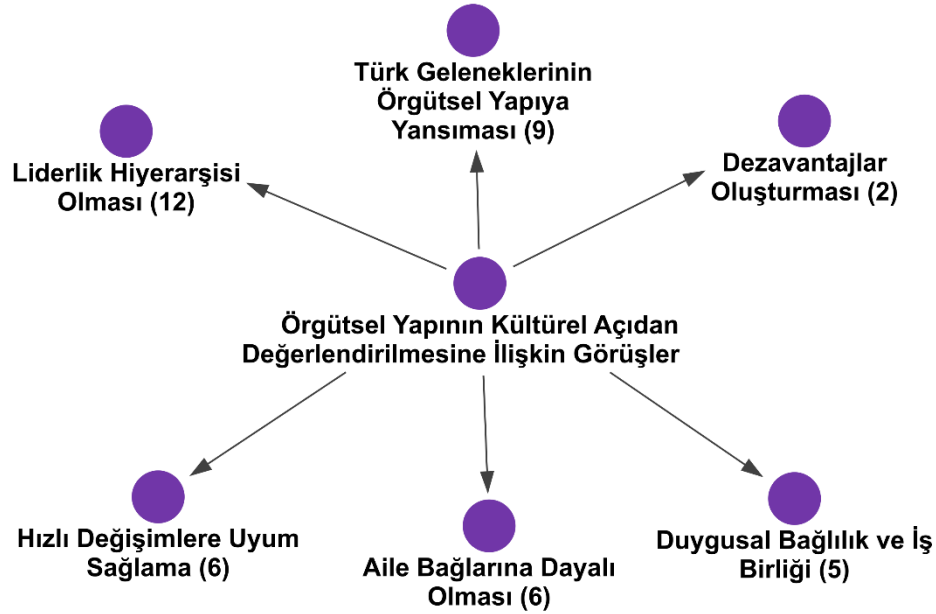 Türk Geleneklerinin
Örgütsel Yapıya
Yansıması (9)
Liderlik Hiyerarşisi
Olması (12)
Dezavantajlar
Oluşturması (2)
Örgütsel Yapının Kültürel Açıdan
Değerlendirilmesine İlişkin Görüşler
Hızlı Değişimlere Uyum
Sağlama (6)
Aile Bağlarına Dayalı
Olması (6)
Duygusal Bağlılık ve İş
Birliği (5)